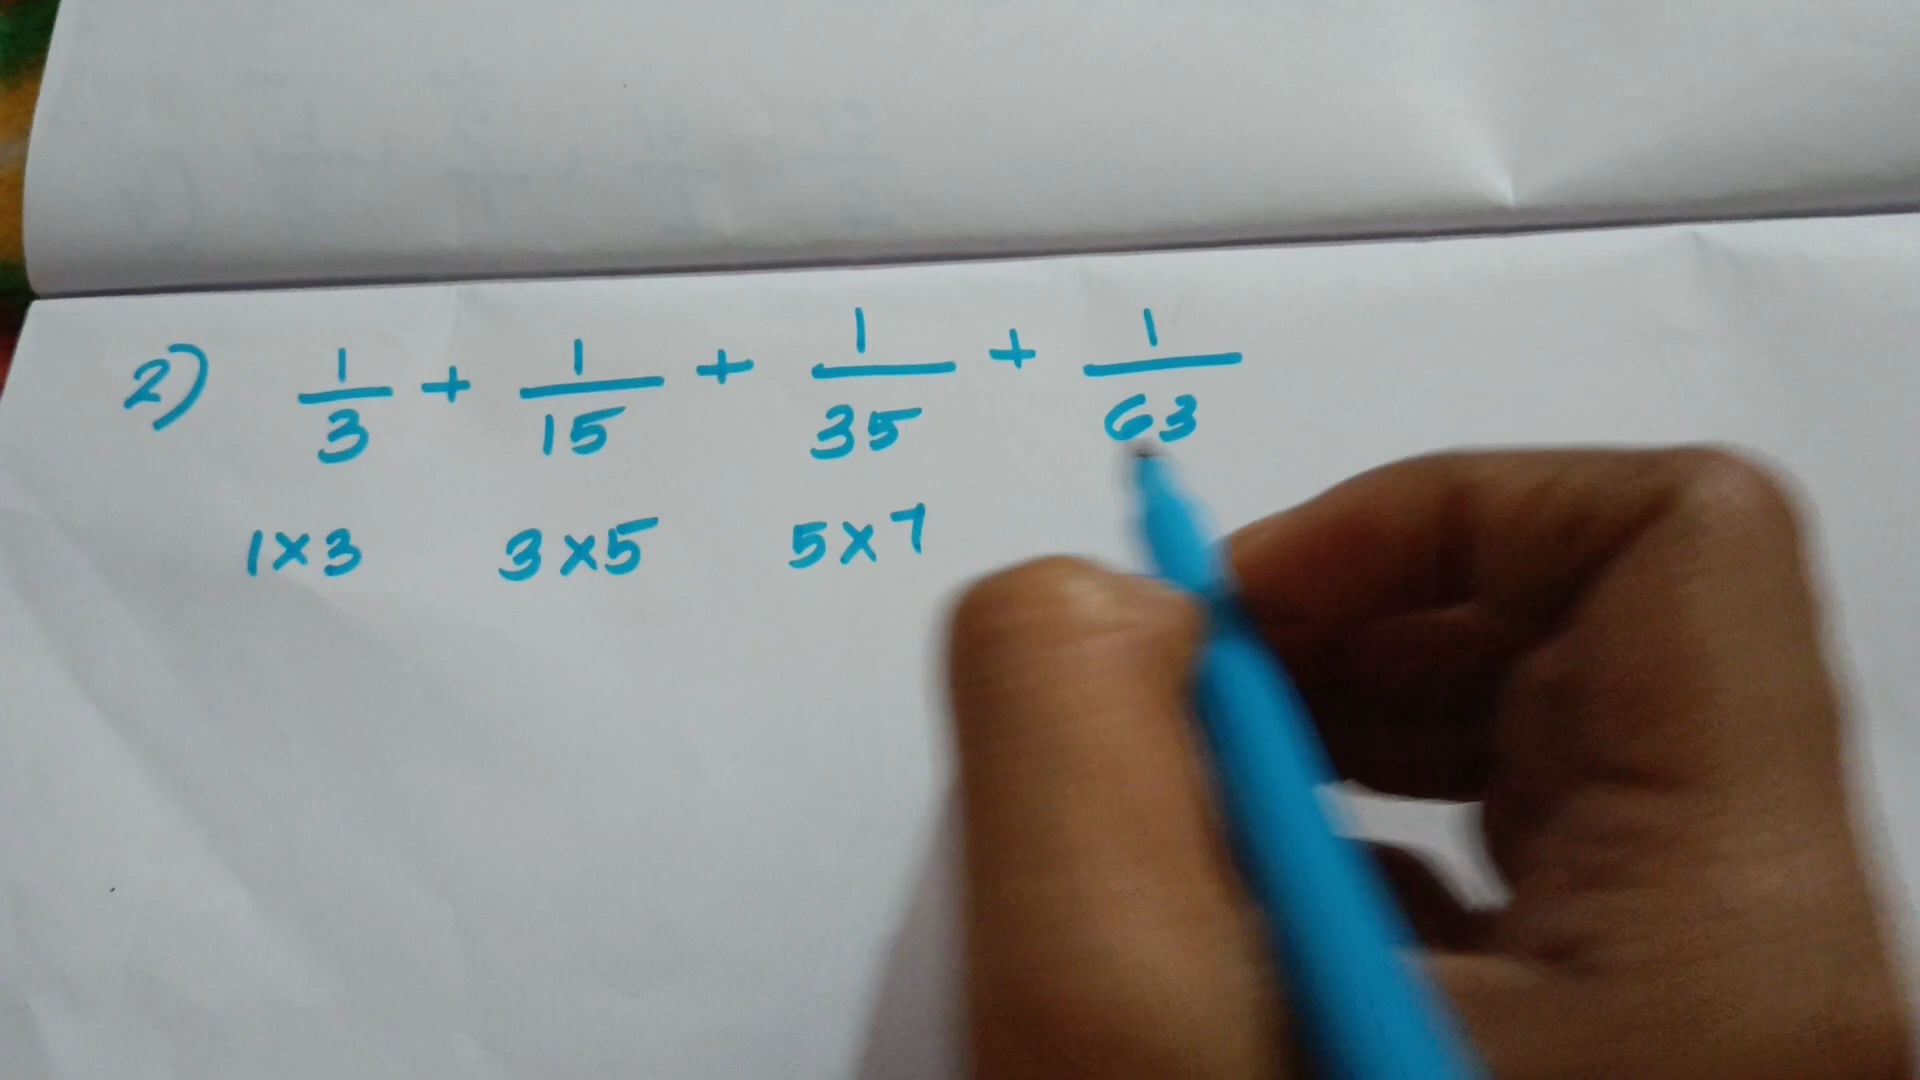 2) 1/3 + 1/15 + 1/35 + 1/63
1×3 3×5 5×7